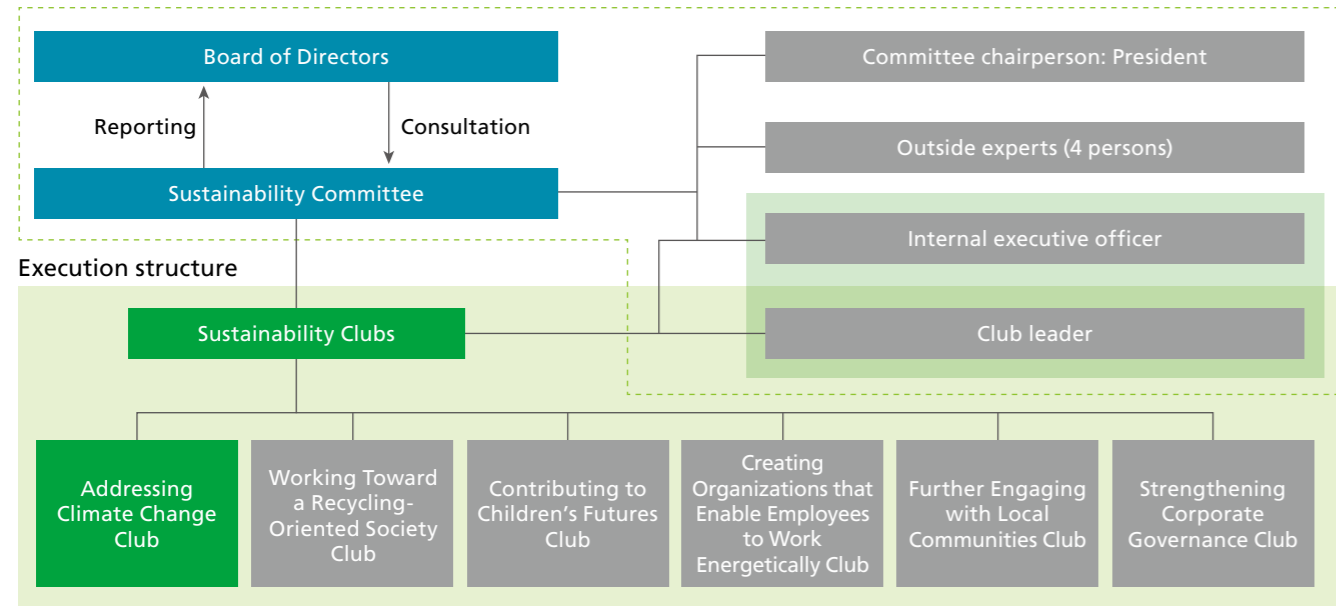 Board of Directors
Committee chairperson: President
Reporting
Consultation
Outside experts (4 persons)
Sustainability Committee
Internal executive officer
Execution structure
Sustainability Clubs
Club leader
Addressing
Climate Change
Club
Working Toward
a Recycling-
Oriented Society
Club
Contributing to
Children’s Futures
Club
Creating
Organizations that
Enable Employees
to Work
Energetically Club
Further Engaging
with Local
Communities Club
Strengthening
Corporate
Governance Club